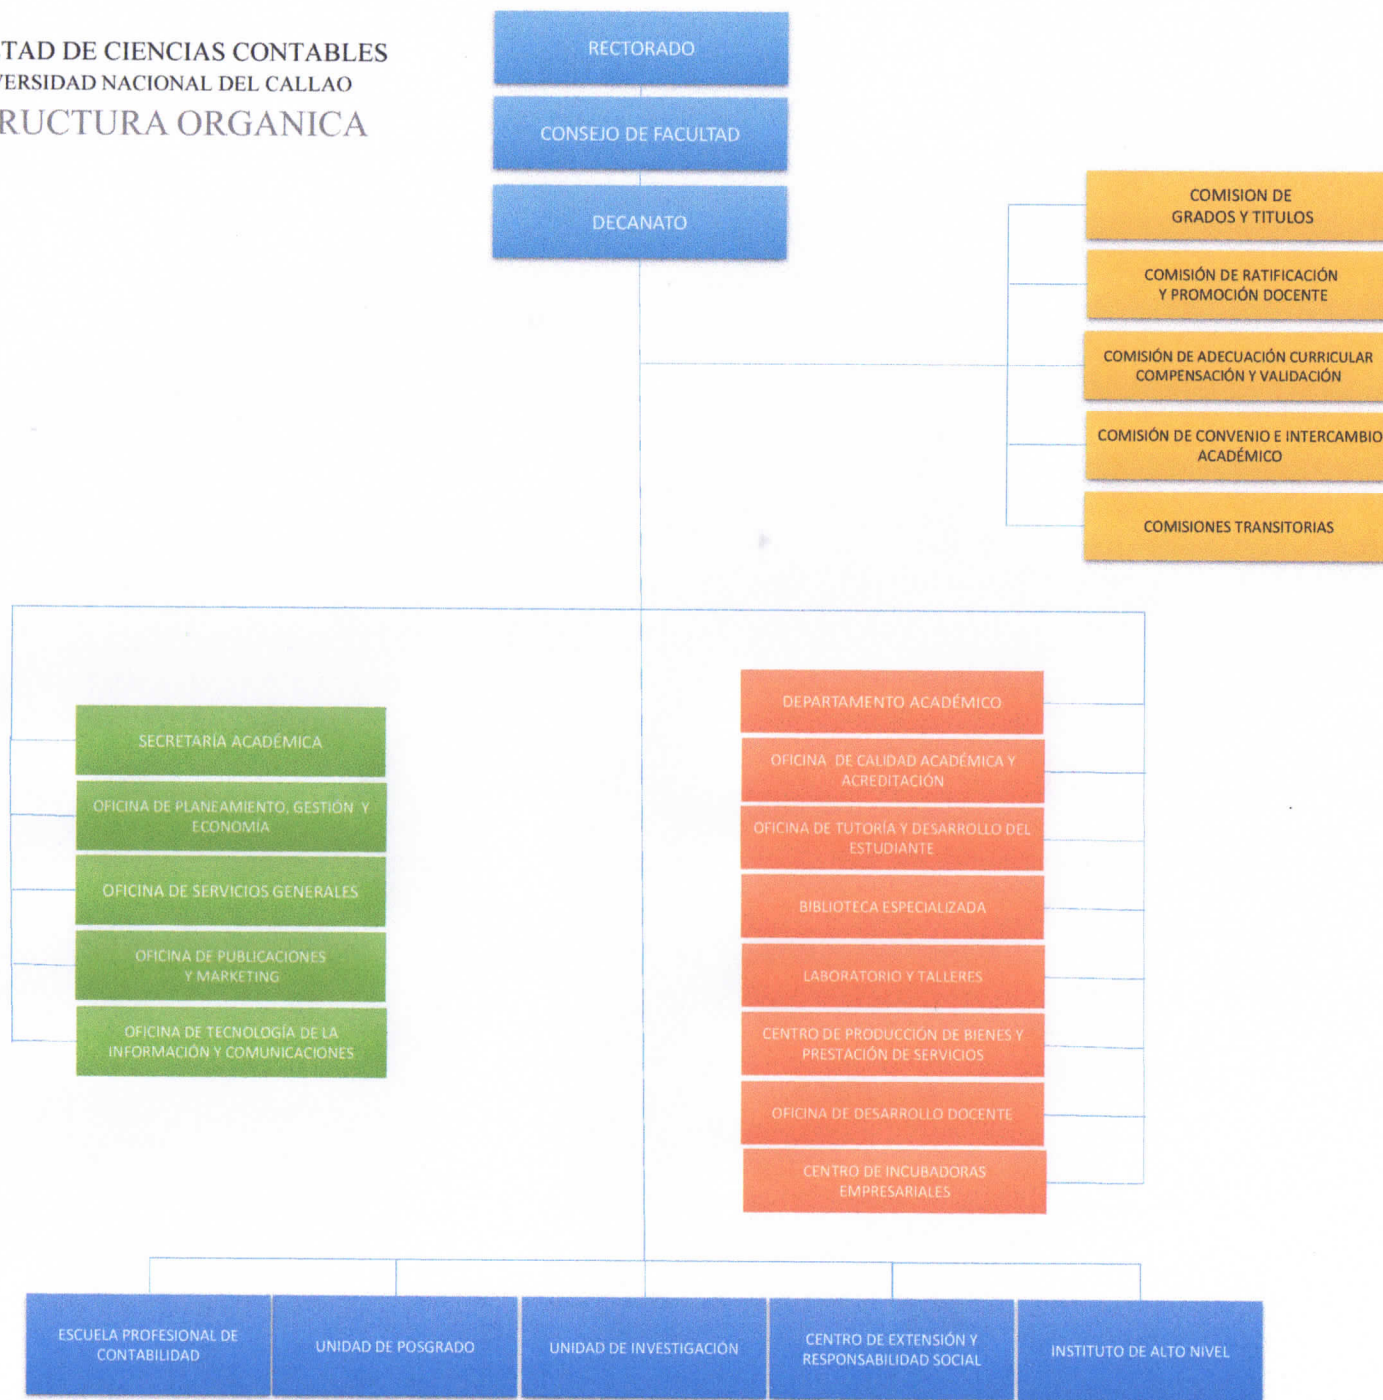 TAD DE CIENCIAS CONTABLES
VERSIDAD NACIONAL DEL CALLAO
RUCTURA ORGANICA
RECTORADO
CONSEJO DE FACULTAD
DECANATO
COMISION DE
GRADOS Y TITULOS
COMISIÓN DE RATIFICACIÓN
Y PROMOCIÓN DOCENTE
COMISIÓN DE ADECUACIÓN CURRICULAR
COMPENSACIÓN Y VALIDACIÓN
COMISIÓN DE CONVENIO E INTERCAMBIO
ACADÉMICO
COMISIONES TRANSITORIAS
SECRETARÍA ACADÉMICA
OFICINA DE PLANEAMIENTO, GESTIÓN Y
ECONOMÍA
OFICINA DE SERVICIOS GENERALES
OFICINA DE PUBLICACIONES
Y MARKETING
OFICINA DE TECNOLOGÍA DE LA
INFORMACIÓN Y COMUNICACIONES
DEPARTAMENTO ACADÉMICO
OFICINA DE CALIDAD ACADÉMICA Y
ACREDITACIÓN
OFICINA DE TUTORÍA Y DESARROLLO DEL
ESTUDIANTE
BIBLIOTECA ESPECIALIZADA
LABORATORIO Y TALLERES
CENTRO DE PRODUCCIÓN DE BIENES Y
PRESTACIÓN DE SERVICIOS
OFICINA DE DESARROLLO DOCENTE
CENTRO DE INCUBADORAS
EMPRESARIALES
ESCUELA PROFESIONAL DE
CONTABILIDAD
UNIDAD DE POSGRADO
UNIDAD DE INVESTIGACIÓN
CENTRO DE EXTENSIÓN Y
RESPONSABILIDAD SOCIAL
INSTITUTO DE ALTO NIVEL